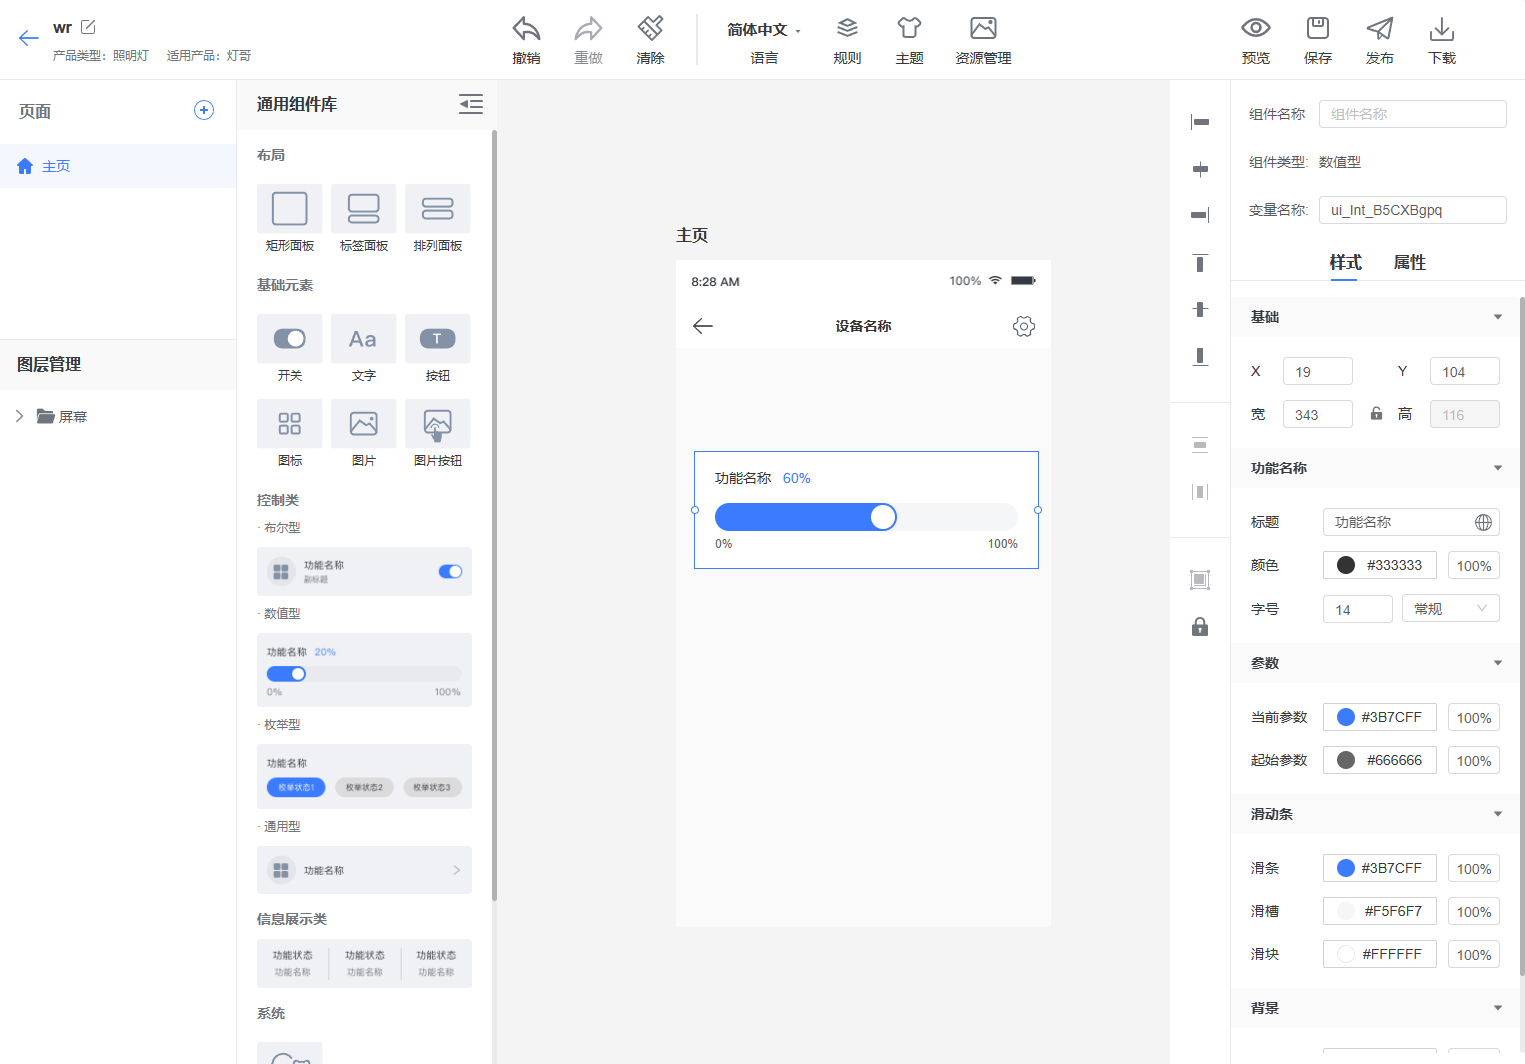 wr
产品类型：照明灯 适用产品：灯哥
撤销 重做 清除
简体中文
语言 规则 主题 资源管理
预览 保存 发布 下载
页面
主页
图层管理
屏幕
通用组件库
布局
矩形面板 标签面板 排列面板
基础元素
Aa T
开关 文字 按钮
图标 图片 图片按钮
控制类
· 布尔型
功能名称
副标题
· 数值型
功能名称 20%
0% 100%
· 枚举型
功能名称
枚举状态1 枚举状态2 枚举状态3
· 通用型
功能名称
信息展示类
功能状态 功能状态 功能状态
功能名称 功能名称 功能名称
系统
主页
8:28 AM 100%
设备名称
功能名称 60%
0% 100%
组件名称 组件名称
组件类型: 数值型
变量名称: ui_Int_B5CXBgpq
样式 属性
基础
X 19 Y 104
宽 343 高 116
功能名称
标题 功能名称
颜色 #333333 100%
字号 14 常规
参数
当前参数 #3B7CFF 100%
起始参数 #666666 100%
滑动条
滑条 #3B7CFF 100%
滑槽 #F5F6F7 100%
滑块 #FFFFFF 100%
背景